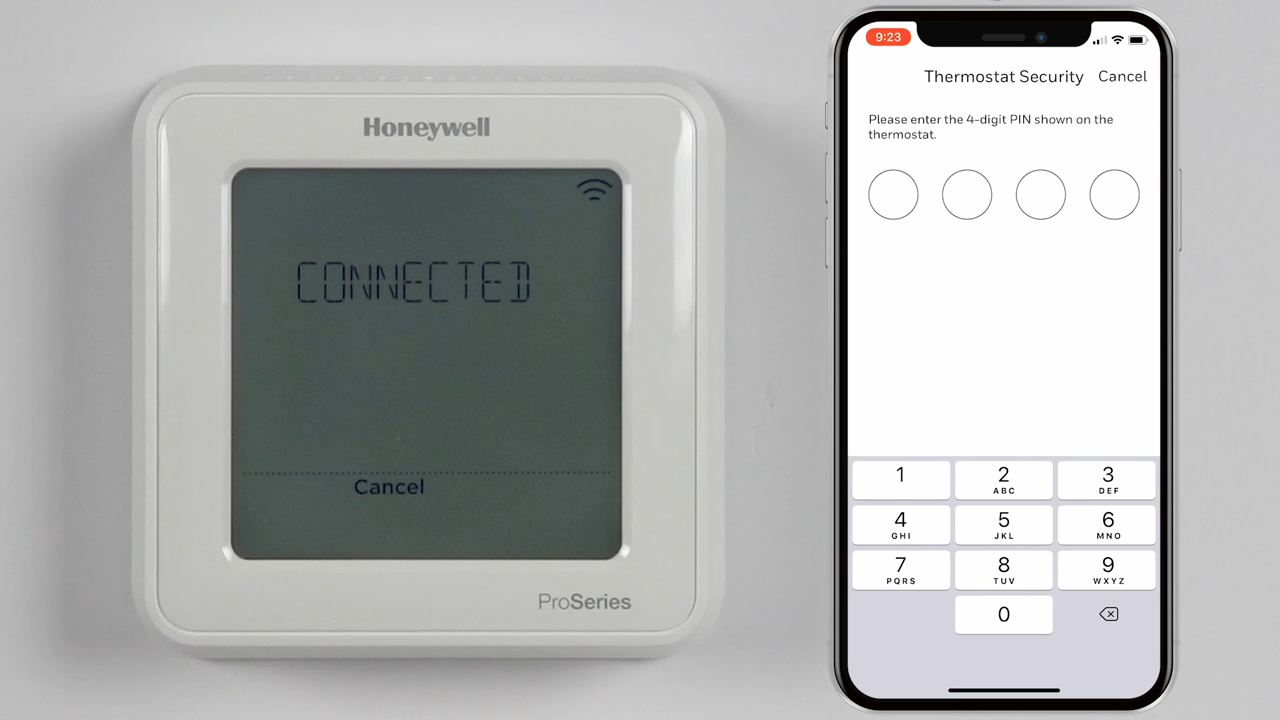 Honeywell
CONNECTED
Cancel
ProSeries
9:23
Thermostat Security
Cancel
Please enter the 4-digit PIN shown on the
thermostat.
1
2
ABC
3
DEF
4
GHI
5
JKL
6
MNO
7
PQRS
8
TUV
9
WXYZ
0